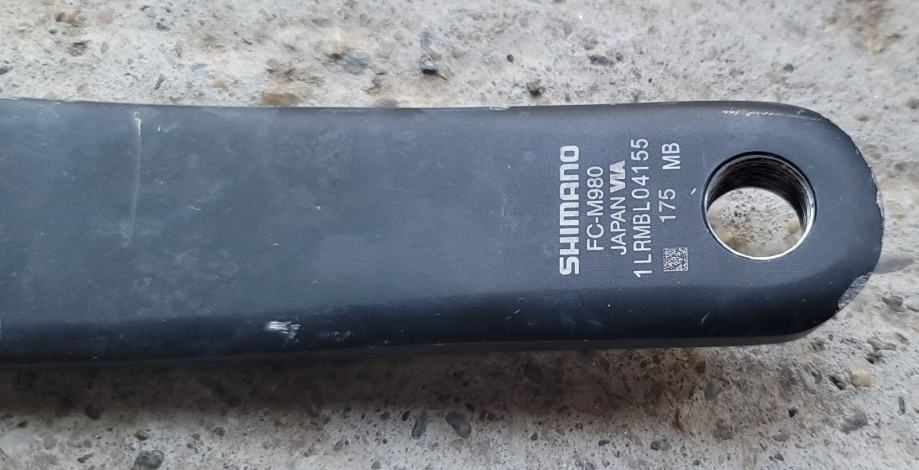 SHIMANO
FC-M980
JAPAN VIA
1LRMBL04155
175 MB